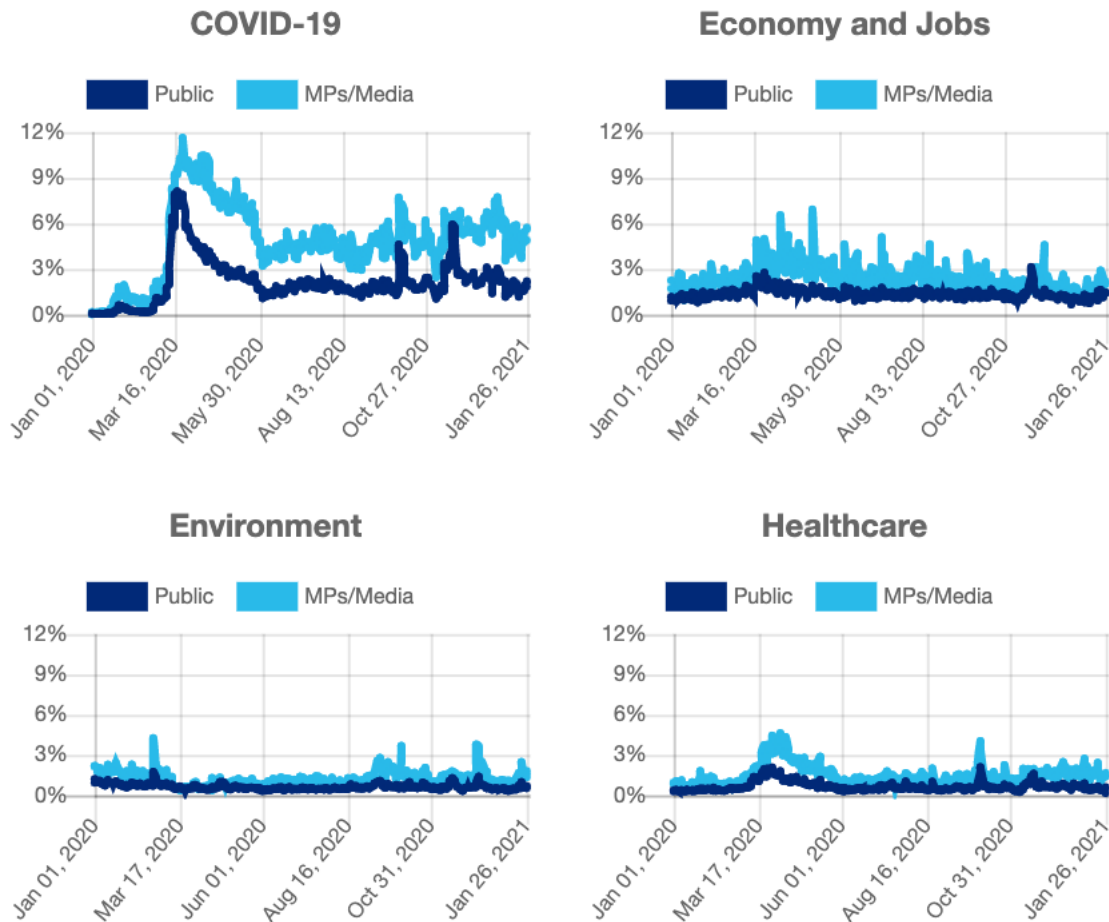 COVID-19
Economy and Jobs
Public MPs/Media
Public MPs/Media
12%
9%
6%
3%
0%
Jan 01, 2020
Mar 16, 2020
May 30, 2020
Aug 13, 2020
Oct 27, 2020
Jan 26, 2021
12%
9%
6%
3%
0%
Jan 01, 2020
Mar 16, 2020
May 30, 2020
Aug 13, 2020
Oct 27, 2020
Jan 26, 2021
Environment
Healthcare
Public MPs/Media
Public MPs/Media
12%
9%
6%
3%
0%
Jan 01, 2020
Mar 17, 2020
Jun 01, 2020
Aug 16, 2020
Oct 31, 2020
Jan 26, 2021
12%
9%
6%
3%
0%
Jan 01, 2020
Mar 17, 2020
Jun 01, 2020
Aug 16, 2020
Oct 31, 2020
Jan 26, 2021